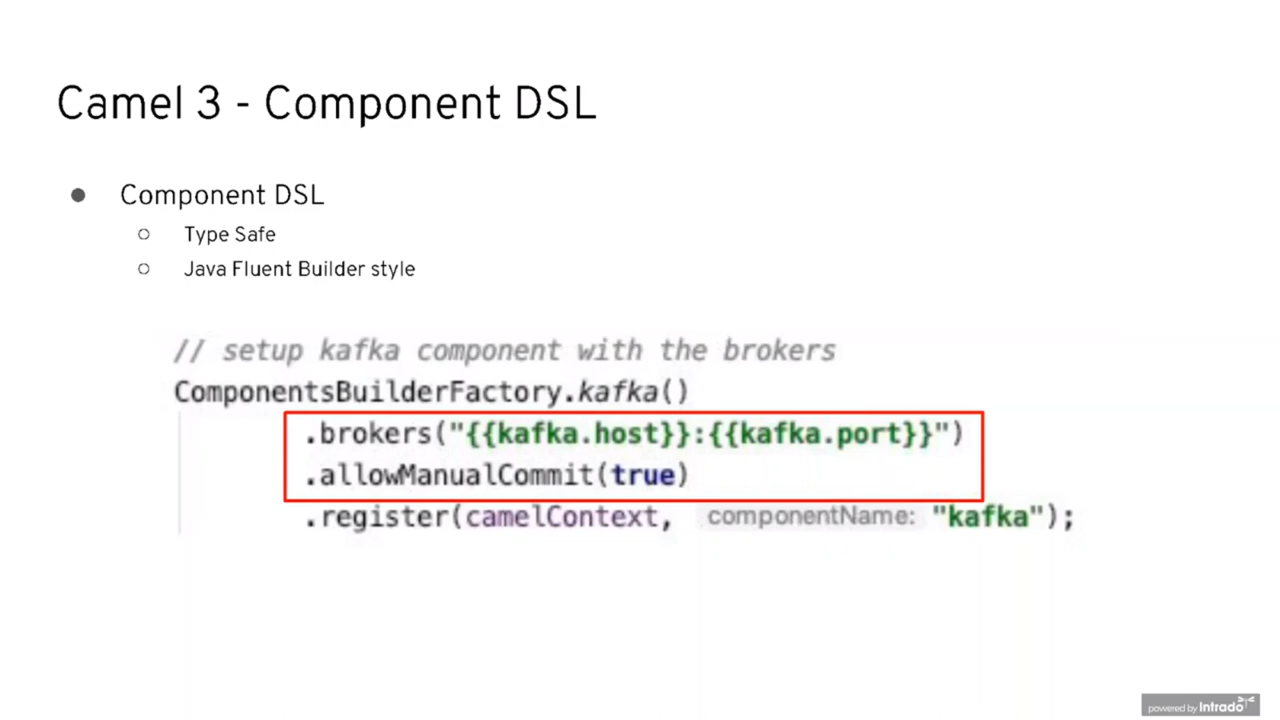 Camel 3 - Component DSL
● Component DSL
○ Type Safe
○ Java Fluent Builder style
// setup kafka component with the brokers
ComponentsBuilderFactory.kafka()
.brokers("{{kafka.host}}:{{kafka.port}}")
.allowManualCommit(true)
.register(camelContext, componentName: "kafka");
powered by Intrado